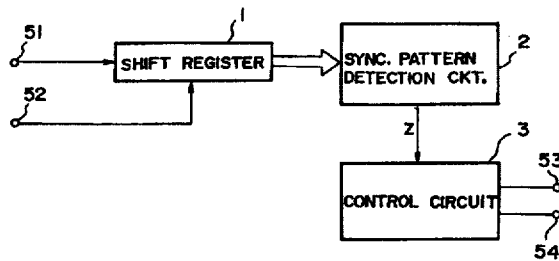 51
1
SHIFT REGISTER
2
SYNC. PATTERN
DETECTION CKT.
52
Z
3
CONTROL CIRCUIT
53
54